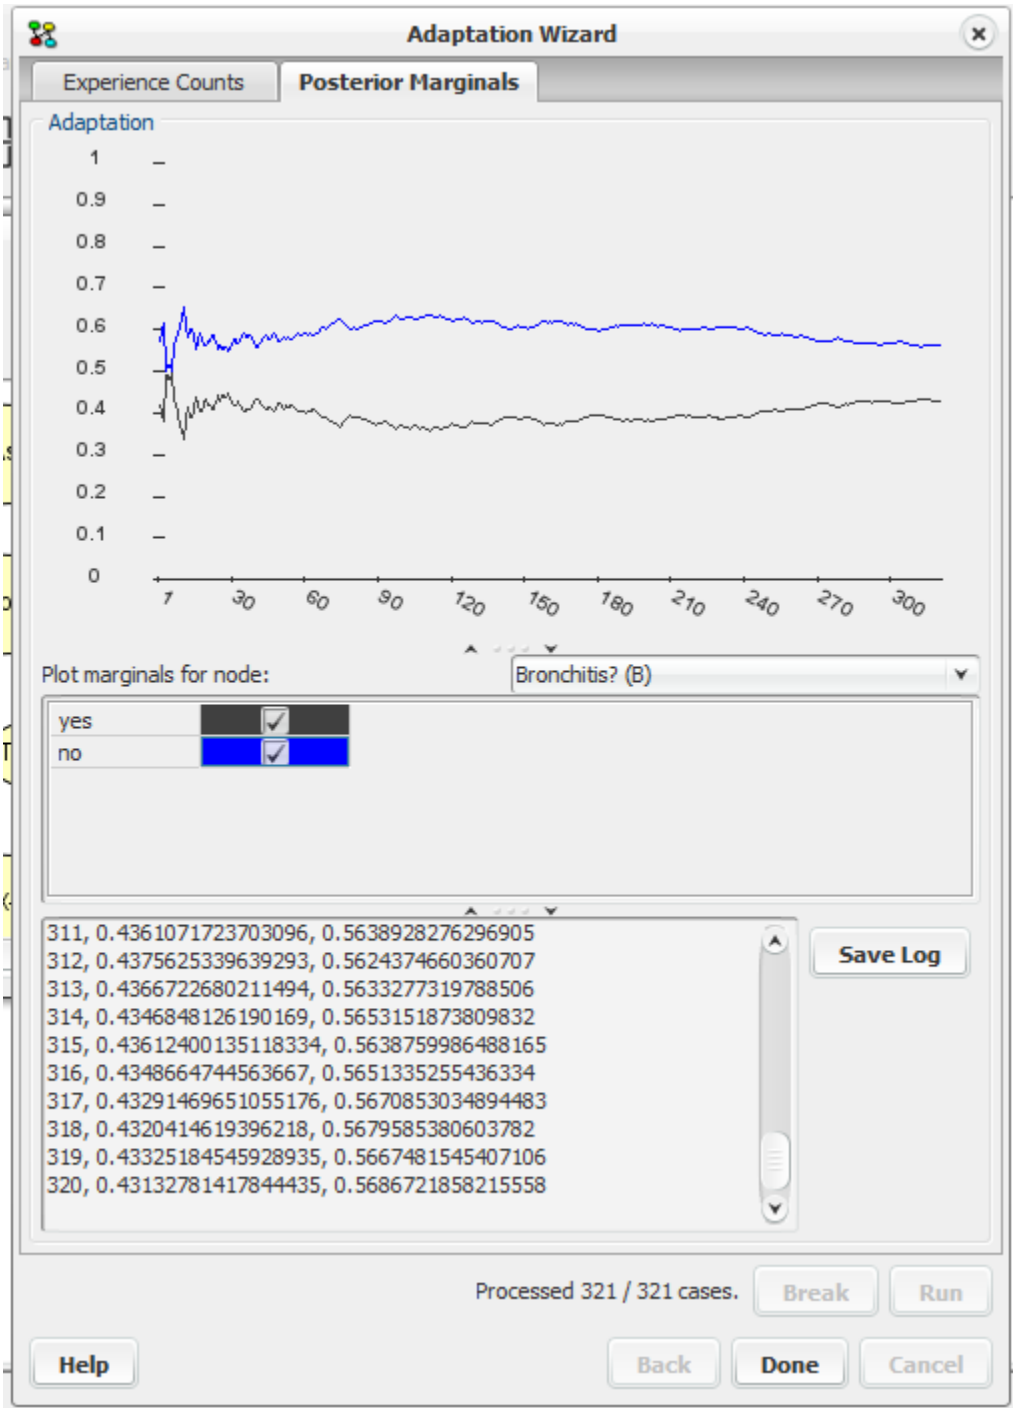 Adaptation Wizard
Experience Counts
Posterior Marginals
Adaptation
1
0.9
0.8
0.7
0.6
0.5
0.4
0.3
0.2
0.1
0
1 30 60 90 120 150 180 210 240 270 300
Plot marginals for node:
Bronchitis? (B)
yes
no
311, 0.4361071723703096, 0.5638928276296905
312, 0.4375625339639293, 0.5624374660360707
313, 0.4366722680211494, 0.5633277319788506
314, 0.4346848126190169, 0.5653151873809832
315, 0.43612400135118334, 0.5638759986488165
316, 0.4348664744563667, 0.5651335255436334
317, 0.43291469651055176, 0.5670853034894483
318, 0.4320414619396218, 0.5679585380603782
319, 0.43325184545928935, 0.5667481545407106
320, 0.43132781417844435, 0.5686721858215558
Save Log
Processed 321 / 321 cases.
Break
Run
Help
Back
Done
Cancel